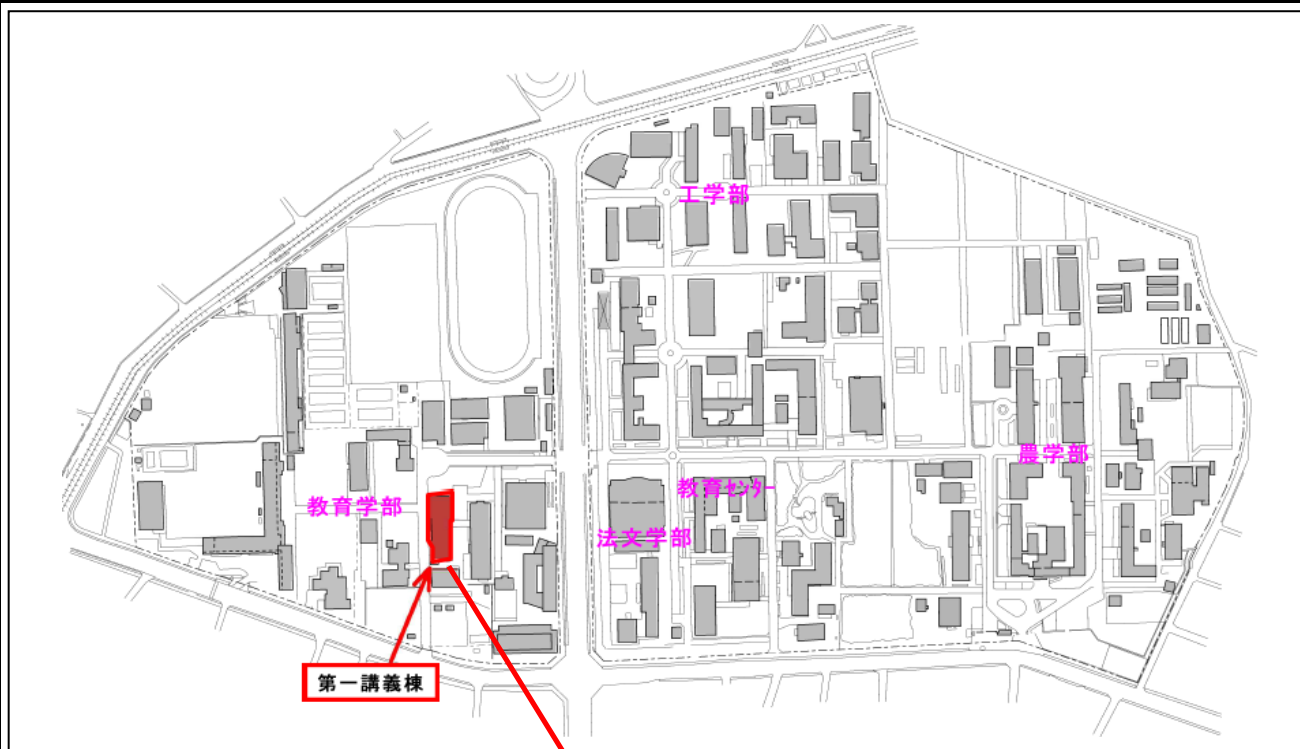 工学部
農学部
教育センター
教育学部
法文学部
第一講義棟